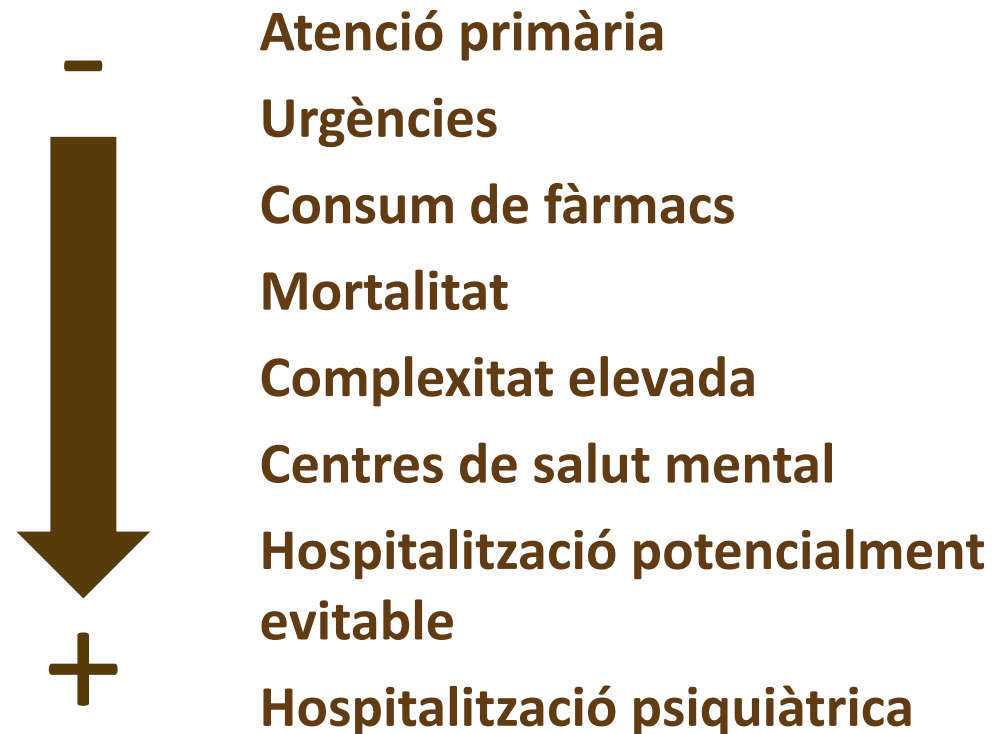 -
Atenció primària
Urgències
Consum de fàrmacs
Mortalitat
Complexitat elevada
Centres de salut mental
Hospitalització potencialment
evitable
+
Hospitalització psiquiàtrica